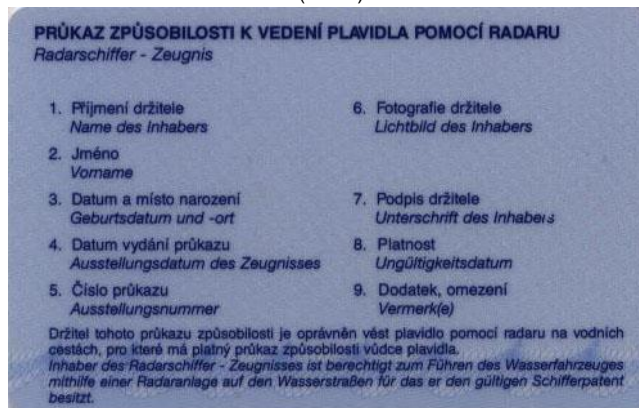 PRŮKAZ ZPŮSOBILOSTI K VEDENÍ PLAVIDLA POMOCÍ RADARU
Radarschiffer - Zeugnis
1. Příjmení držitele
Name des Inhabers
2. Jméno
Vorname
3. Datum a místo narození
Geburtsdatum und -ort
4. Datum vydání průkazu
Ausstellungsdatum des Zeugnisses
5. Číslo průkazu
Ausstellungsnummer
6. Fotografie držitele
Lichtbild des Inhabers
7. Podpis držitele
Unterschrift des Inhabers
8. Platnost
Ungültigkeitsdatum
9. Dodatek, omezení
Vermerk(e)
Držitel tohoto průkazu způsobilosti je oprávněn vést plavidlo pomocí radaru na vodních
cestách, pro které má platný průkaz způsobilosti vůdce plavidla.
Inhaber des Radarschiffer - Zeugnisses ist berechtigt zum Führen des Wasserfahrzeuges
mithilfe einer Radaranlage auf den Wasserstraßen für das er den gültigen Schifferpatent
besitzt.